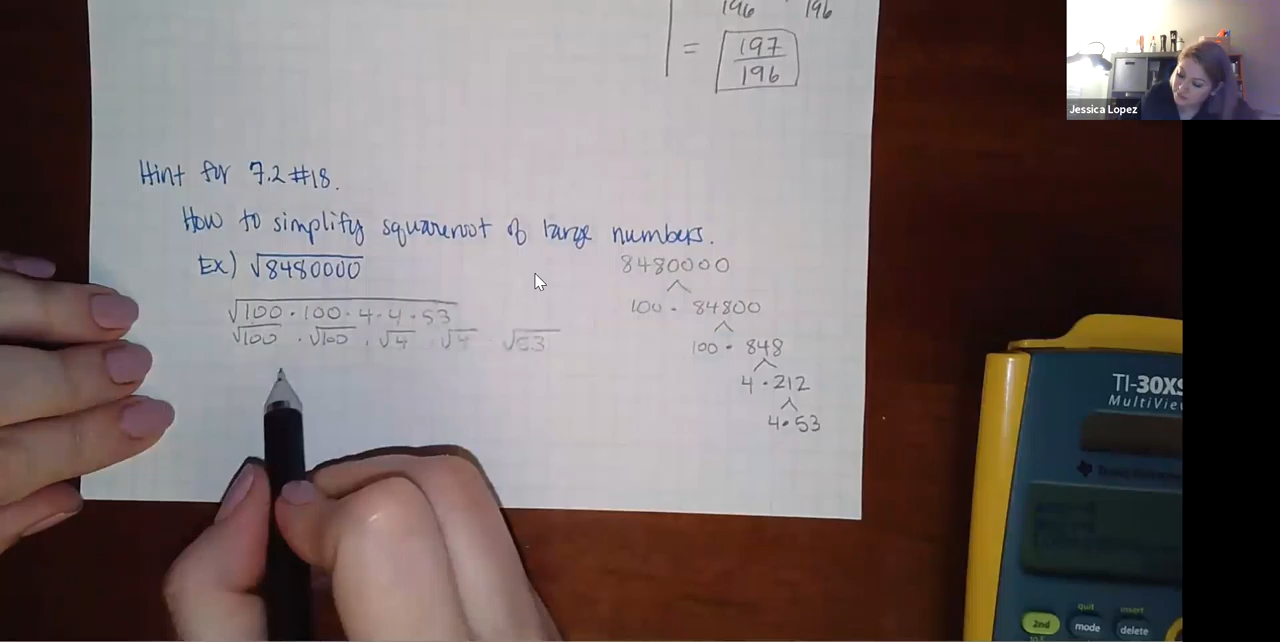 196 196
= 197
196
Jessica Lopez
Hint for 7.2 #18.
How to simplify squareroot of large numbers.
Ex) √8480000
8480000
√100 · 100 · 4 · 4 · 53
100 · 84800
√100 · √100 · √4 · √4 √53
100 · 848
4 · 212
4 · 53
TI-30XS
MultiView
quit insert
2nd mode delete